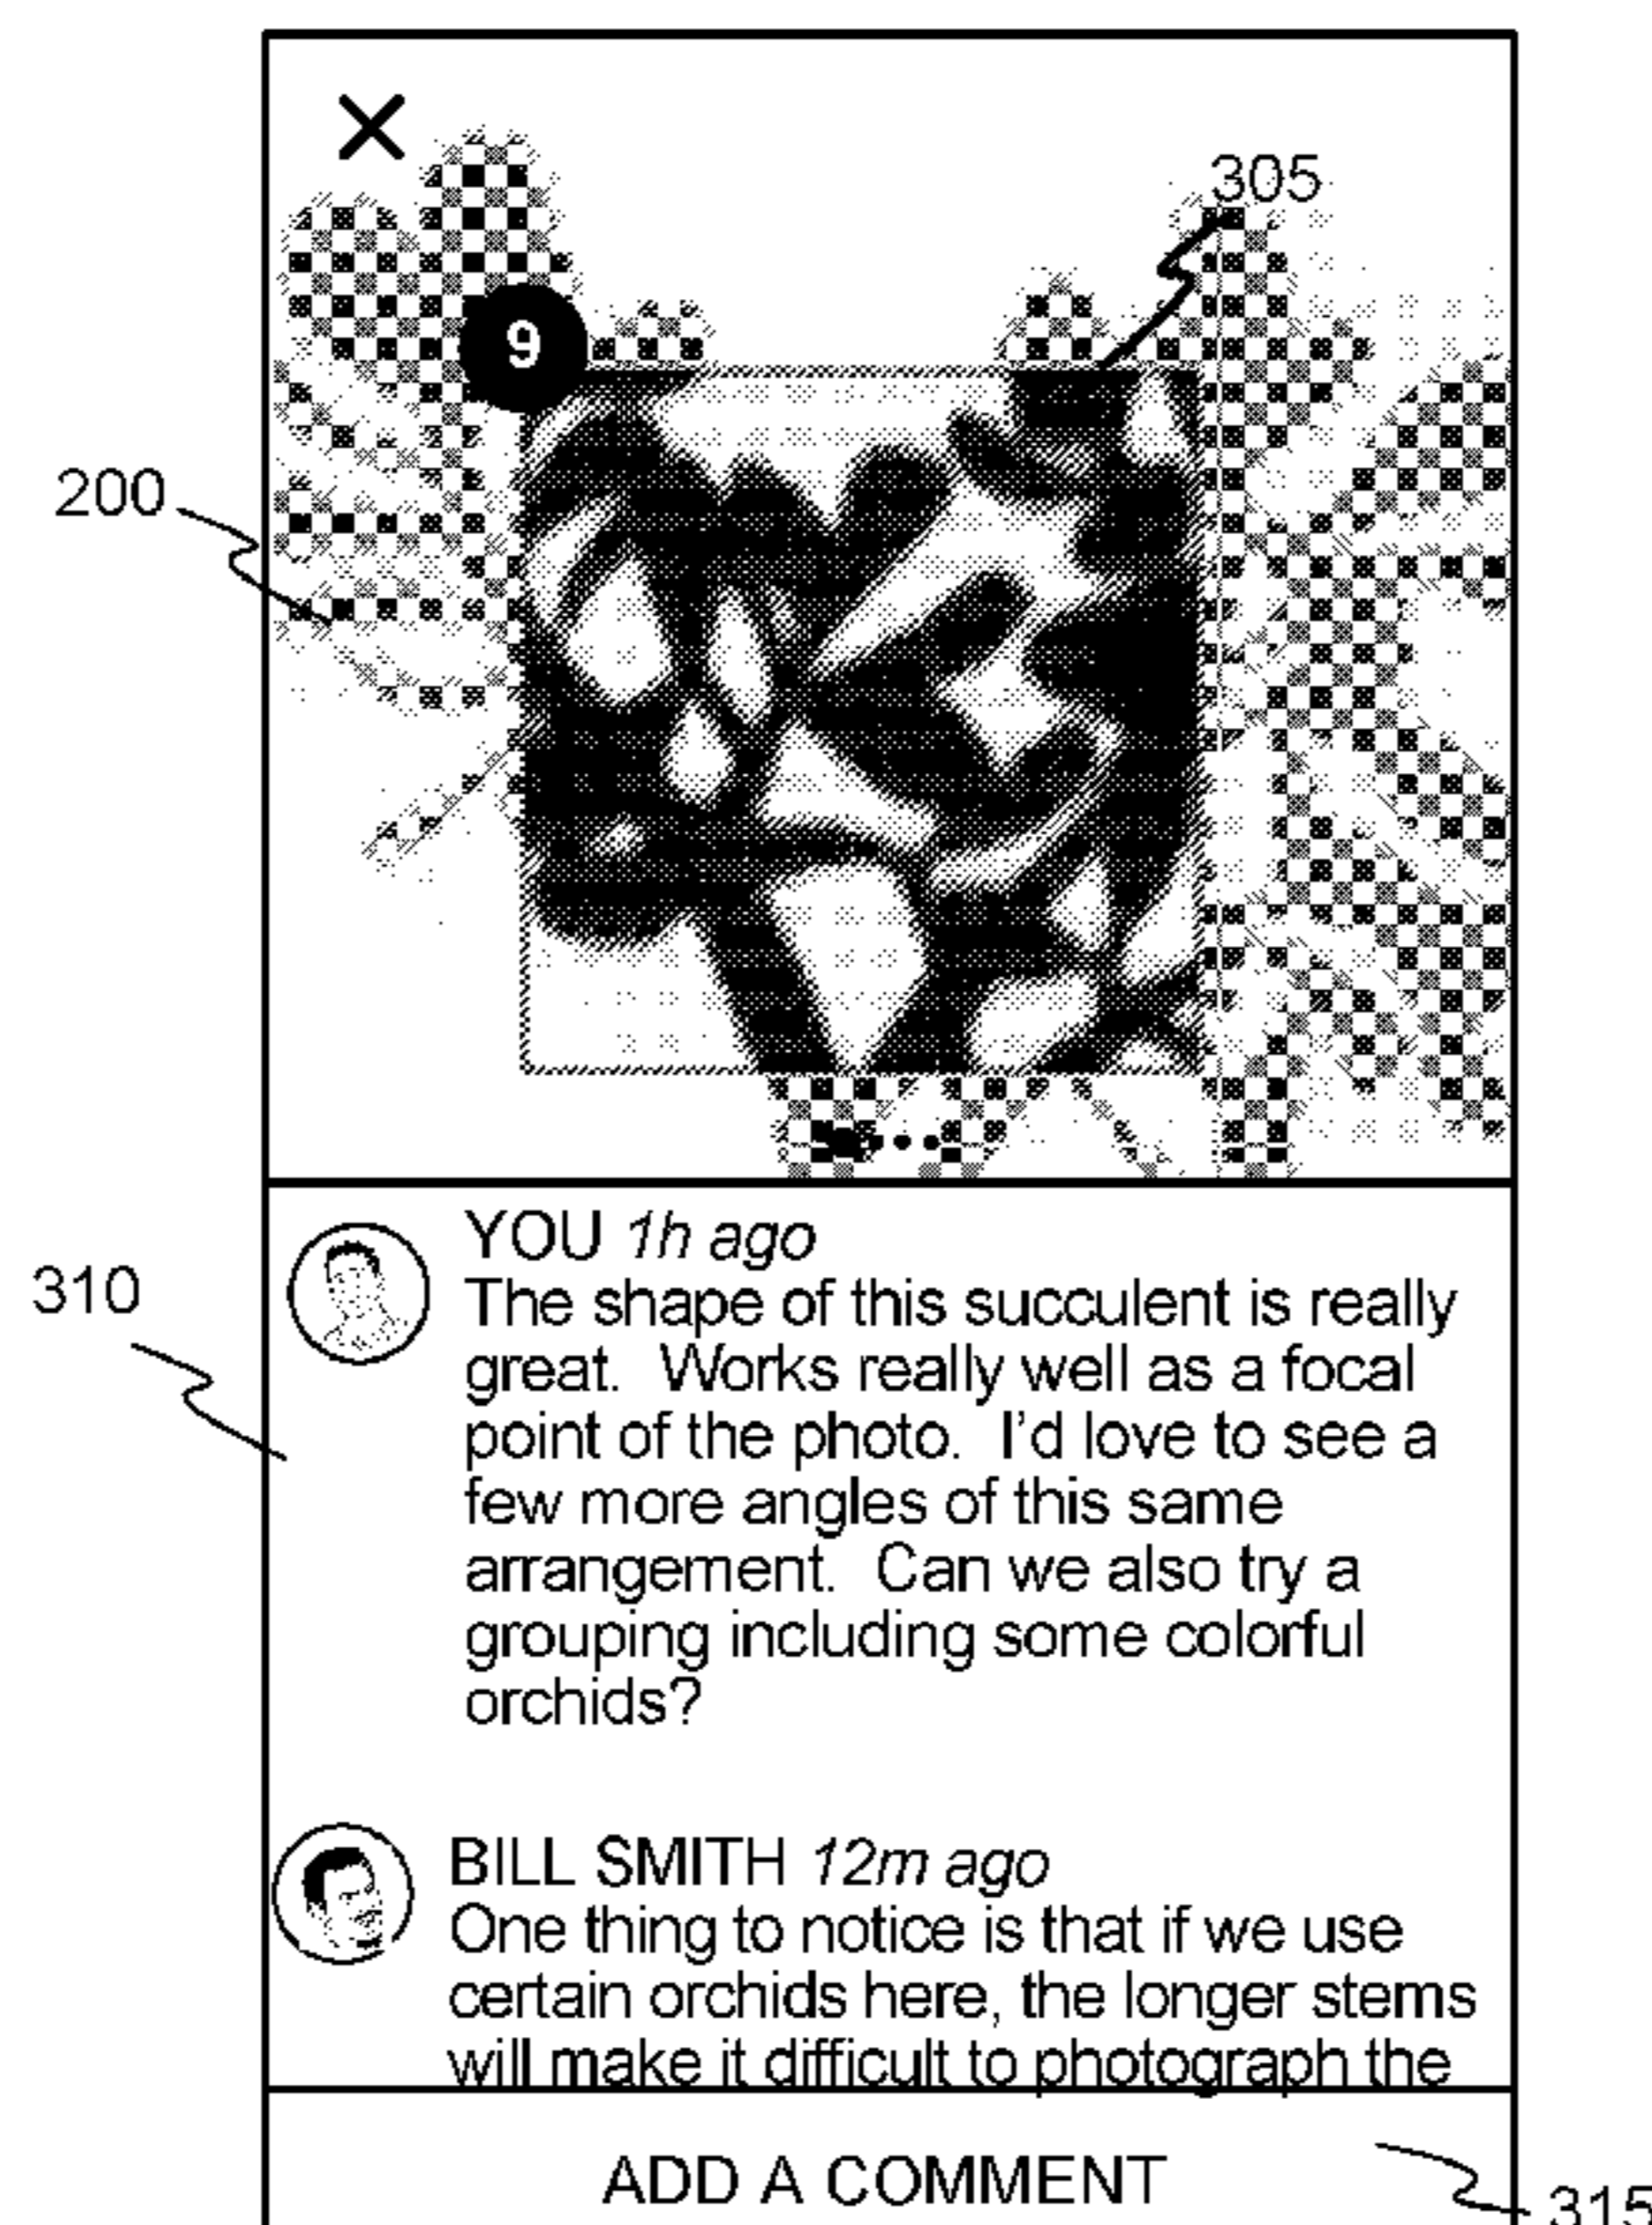 305
9
200
YOU 1h ago
The shape of this succulent is really
great.  Works really well as a focal
point of the photo.  I'd love to see a
few more angles of this same
arrangement.  Can we also try a
grouping including some colorful
orchids?
310
BILL SMITH 12m ago
One thing to notice is that if we use
certain orchids here, the longer stems
will make it difficult to photograph the
ADD A COMMENT
315